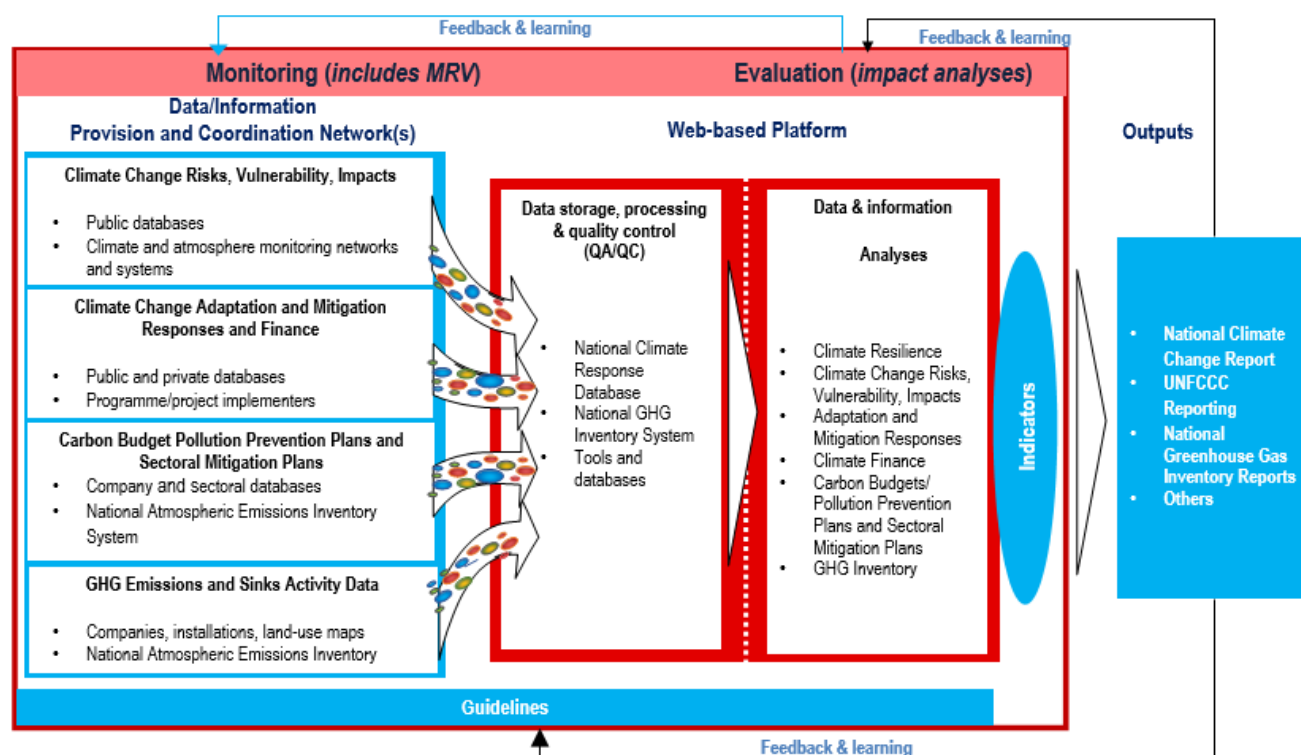 Feedback & learning
Feedback & learning
Monitoring (includes MRV)
Evaluation (impact analyses)
Data/Information
Provision and Coordination Network(s)
Web-based Platform
Outputs
Climate Change Risks, Vulnerability, Impacts
• Public databases
• Climate and atmosphere monitoring networks
and systems
Climate Change Adaptation and Mitigation
Responses and Finance
• Public and private databases
• Programme/project implementers
Carbon Budget Pollution Prevention Plans and
Sectoral Mitigation Plans
• Company and sectoral databases
• National Atmospheric Emissions Inventory
System
GHG Emissions and Sinks Activity Data
• Companies, installations, land-use maps
• National Atmospheric Emissions Inventory
Data storage, processing
& quality control
(QA/QC)
• National Climate
Response
Database
• National GHG
Inventory System
• Tools and
databases
Data & information
Analyses
• Climate Resilience
• Climate Change Risks,
Vulnerability, Impacts
• Adaptation and
Mitigation Responses
• Climate Finance
• Carbon Budgets/
Pollution Prevention
Plans and Sectoral
Mitigation Plans
• GHG Inventory
Indicators
• National Climate
Change Report
• UNFCCC
Reporting
• National
Greenhouse Gas
Inventory Reports
• Others
Guidelines
Feedback & learning